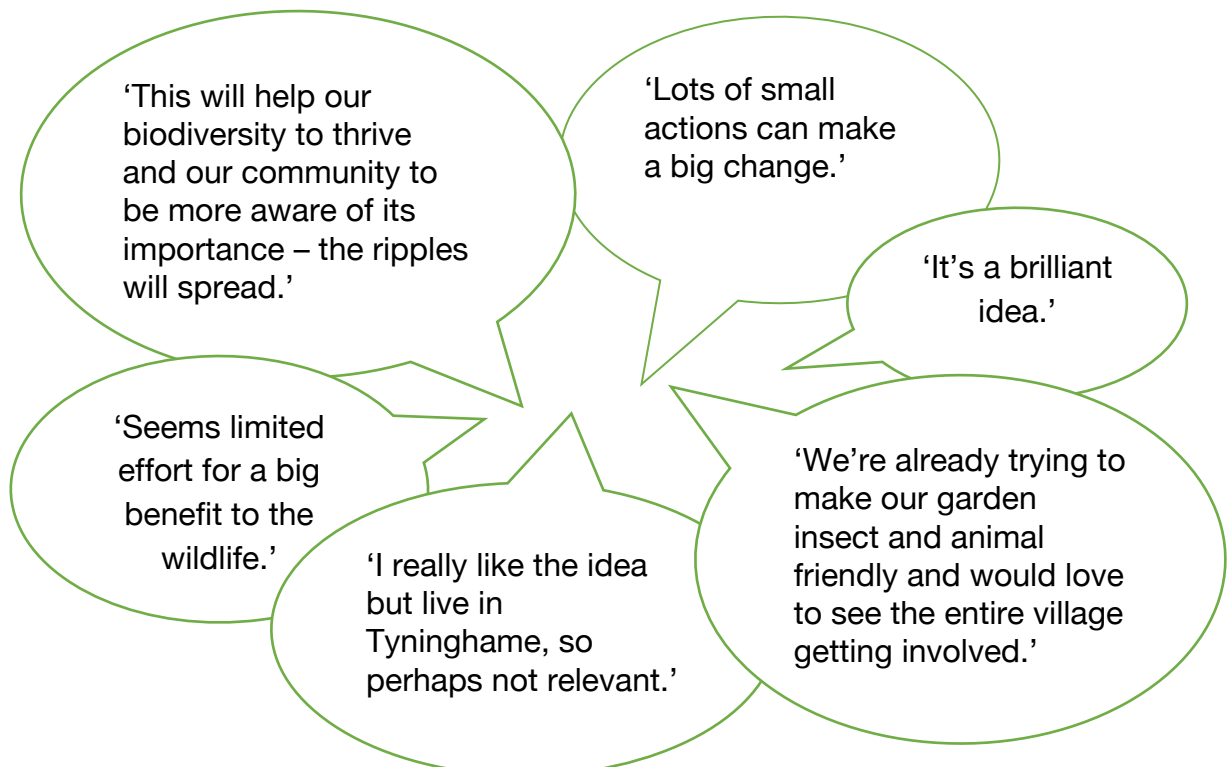 ‘This will help our
biodiversity to thrive
and our community to
be more aware of its
importance – the ripples
will spread.’
‘Lots of small
actions can make
a big change.’
‘It’s a brilliant
idea.’
‘Seems limited
effort for a big
benefit to the
wildlife.’
‘I really like the idea
but live in
Tyninghame, so
perhaps not relevant.’
‘We’re already trying to
make our garden
insect and animal
friendly and would love
to see the entire village
getting involved.’